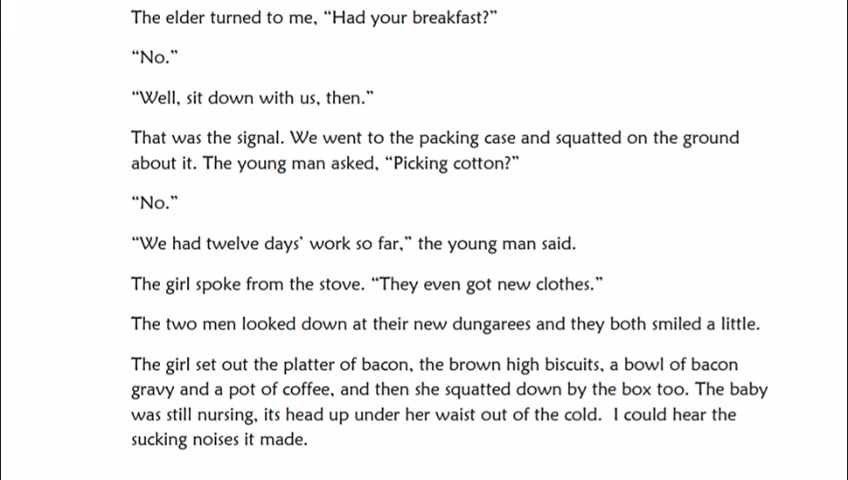 The elder turned to me, “Had your breakfast?”
“No.”
“Well, sit down with us, then.”
That was the signal. We went to the packing case and squatted on the ground
about it. The young man asked, “Picking cotton?”
“No.”
“We had twelve days’ work so far,” the young man said.
The girl spoke from the stove. “They even got new clothes.”
The two men looked down at their new dungarees and they both smiled a little.
The girl set out the platter of bacon, the brown high biscuits, a bowl of bacon
gravy and a pot of coffee, and then she squatted down by the box too. The baby
was still nursing, its head up under her waist out of the cold.  I could hear the
sucking noises it made.